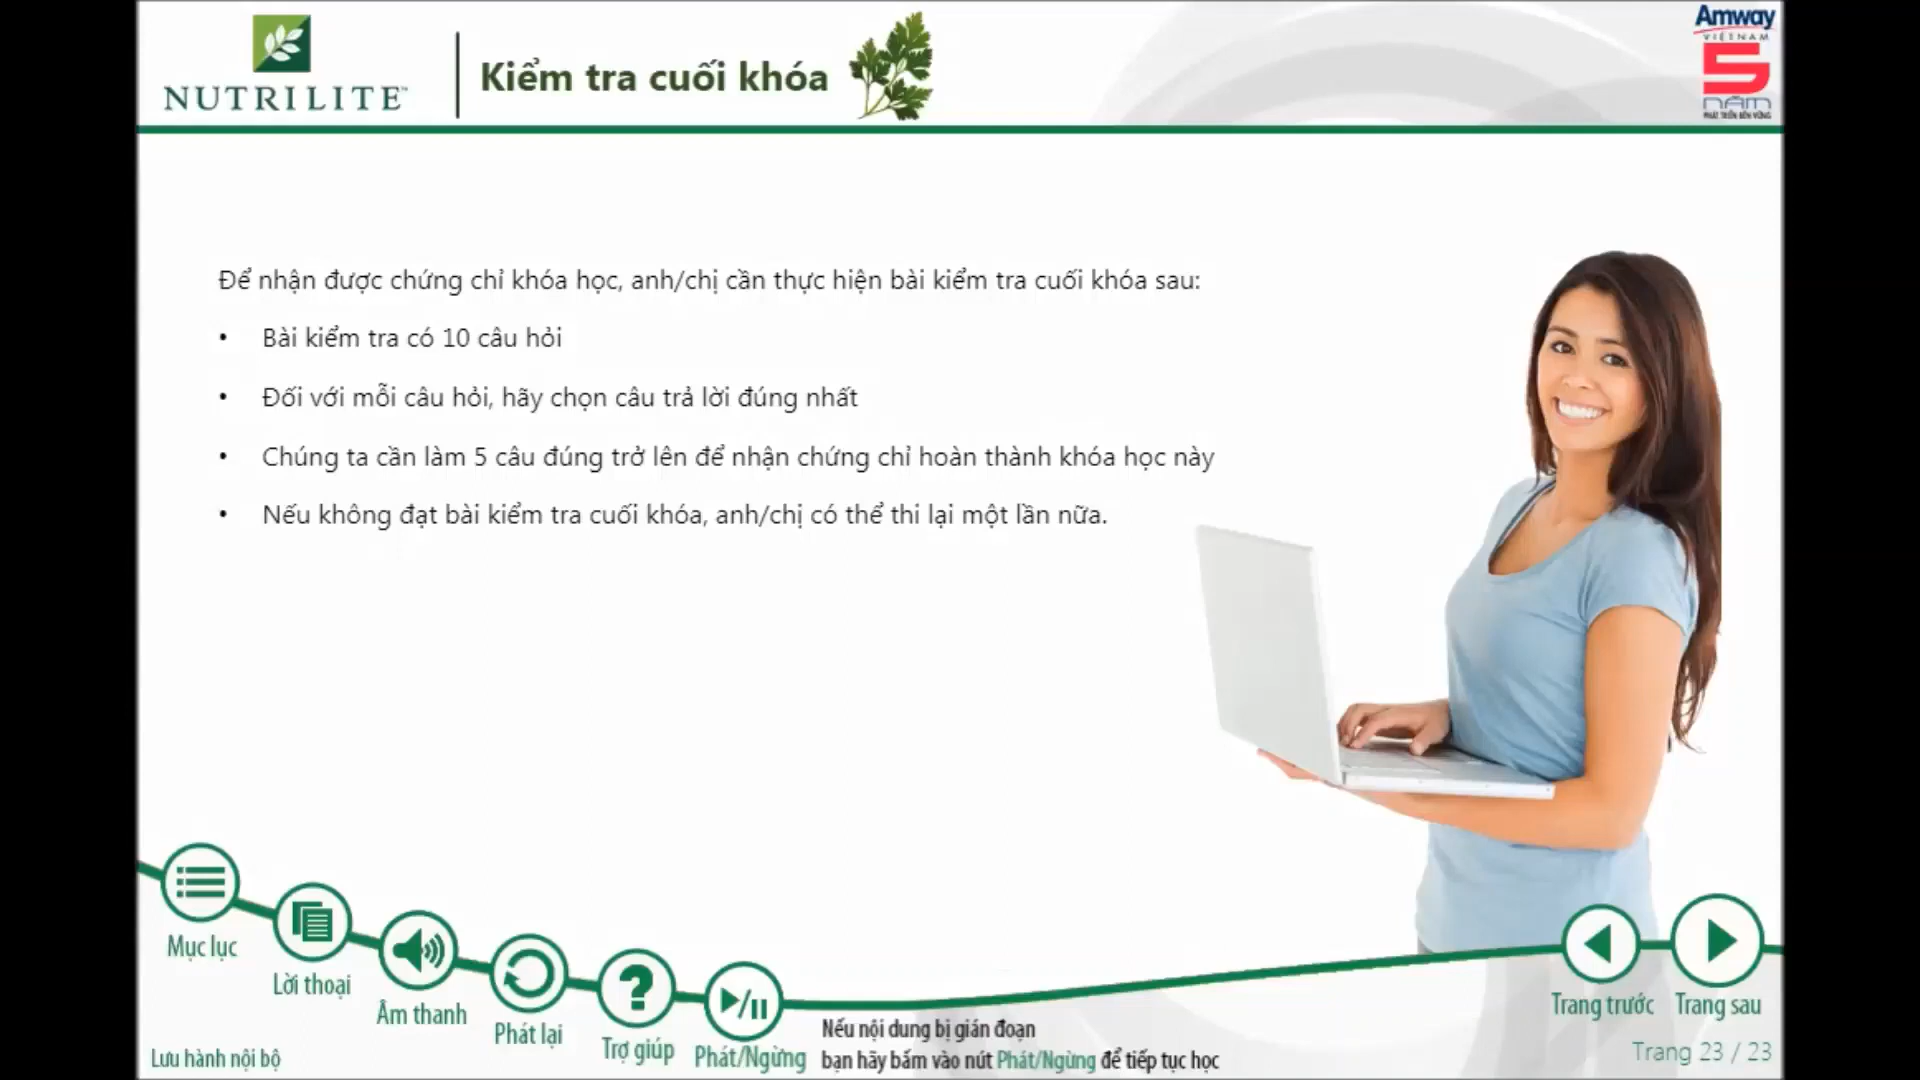 NUTRILITE™
Kiểm tra cuối khóa
Amway
VIETNAM
5
NĂM
PHÁT TRIỂN BỀN VỮNG
Để nhận được chứng chỉ khóa học, anh/chị cần thực hiện bài kiểm tra cuối khóa sau:
• Bài kiểm tra có 10 câu hỏi
• Đối với mỗi câu hỏi, hãy chọn câu trả lời đúng nhất
• Chúng ta cần làm 5 câu đúng trở lên để nhận chứng chỉ hoàn thành khóa học này
• Nếu không đạt bài kiểm tra cuối khóa, anh/chị có thể thi lại một lần nữa.
Mục lục
Lời thoại
Âm thanh
Phát lại
Trợ giúp
Phát/Ngừng
Nếu nội dung bị gián đoạn
bạn hãy bấm vào nút Phát/Ngừng để tiếp tục học
Trang trước
Trang sau
Lưu hành nội bộ
Trang 23 / 23